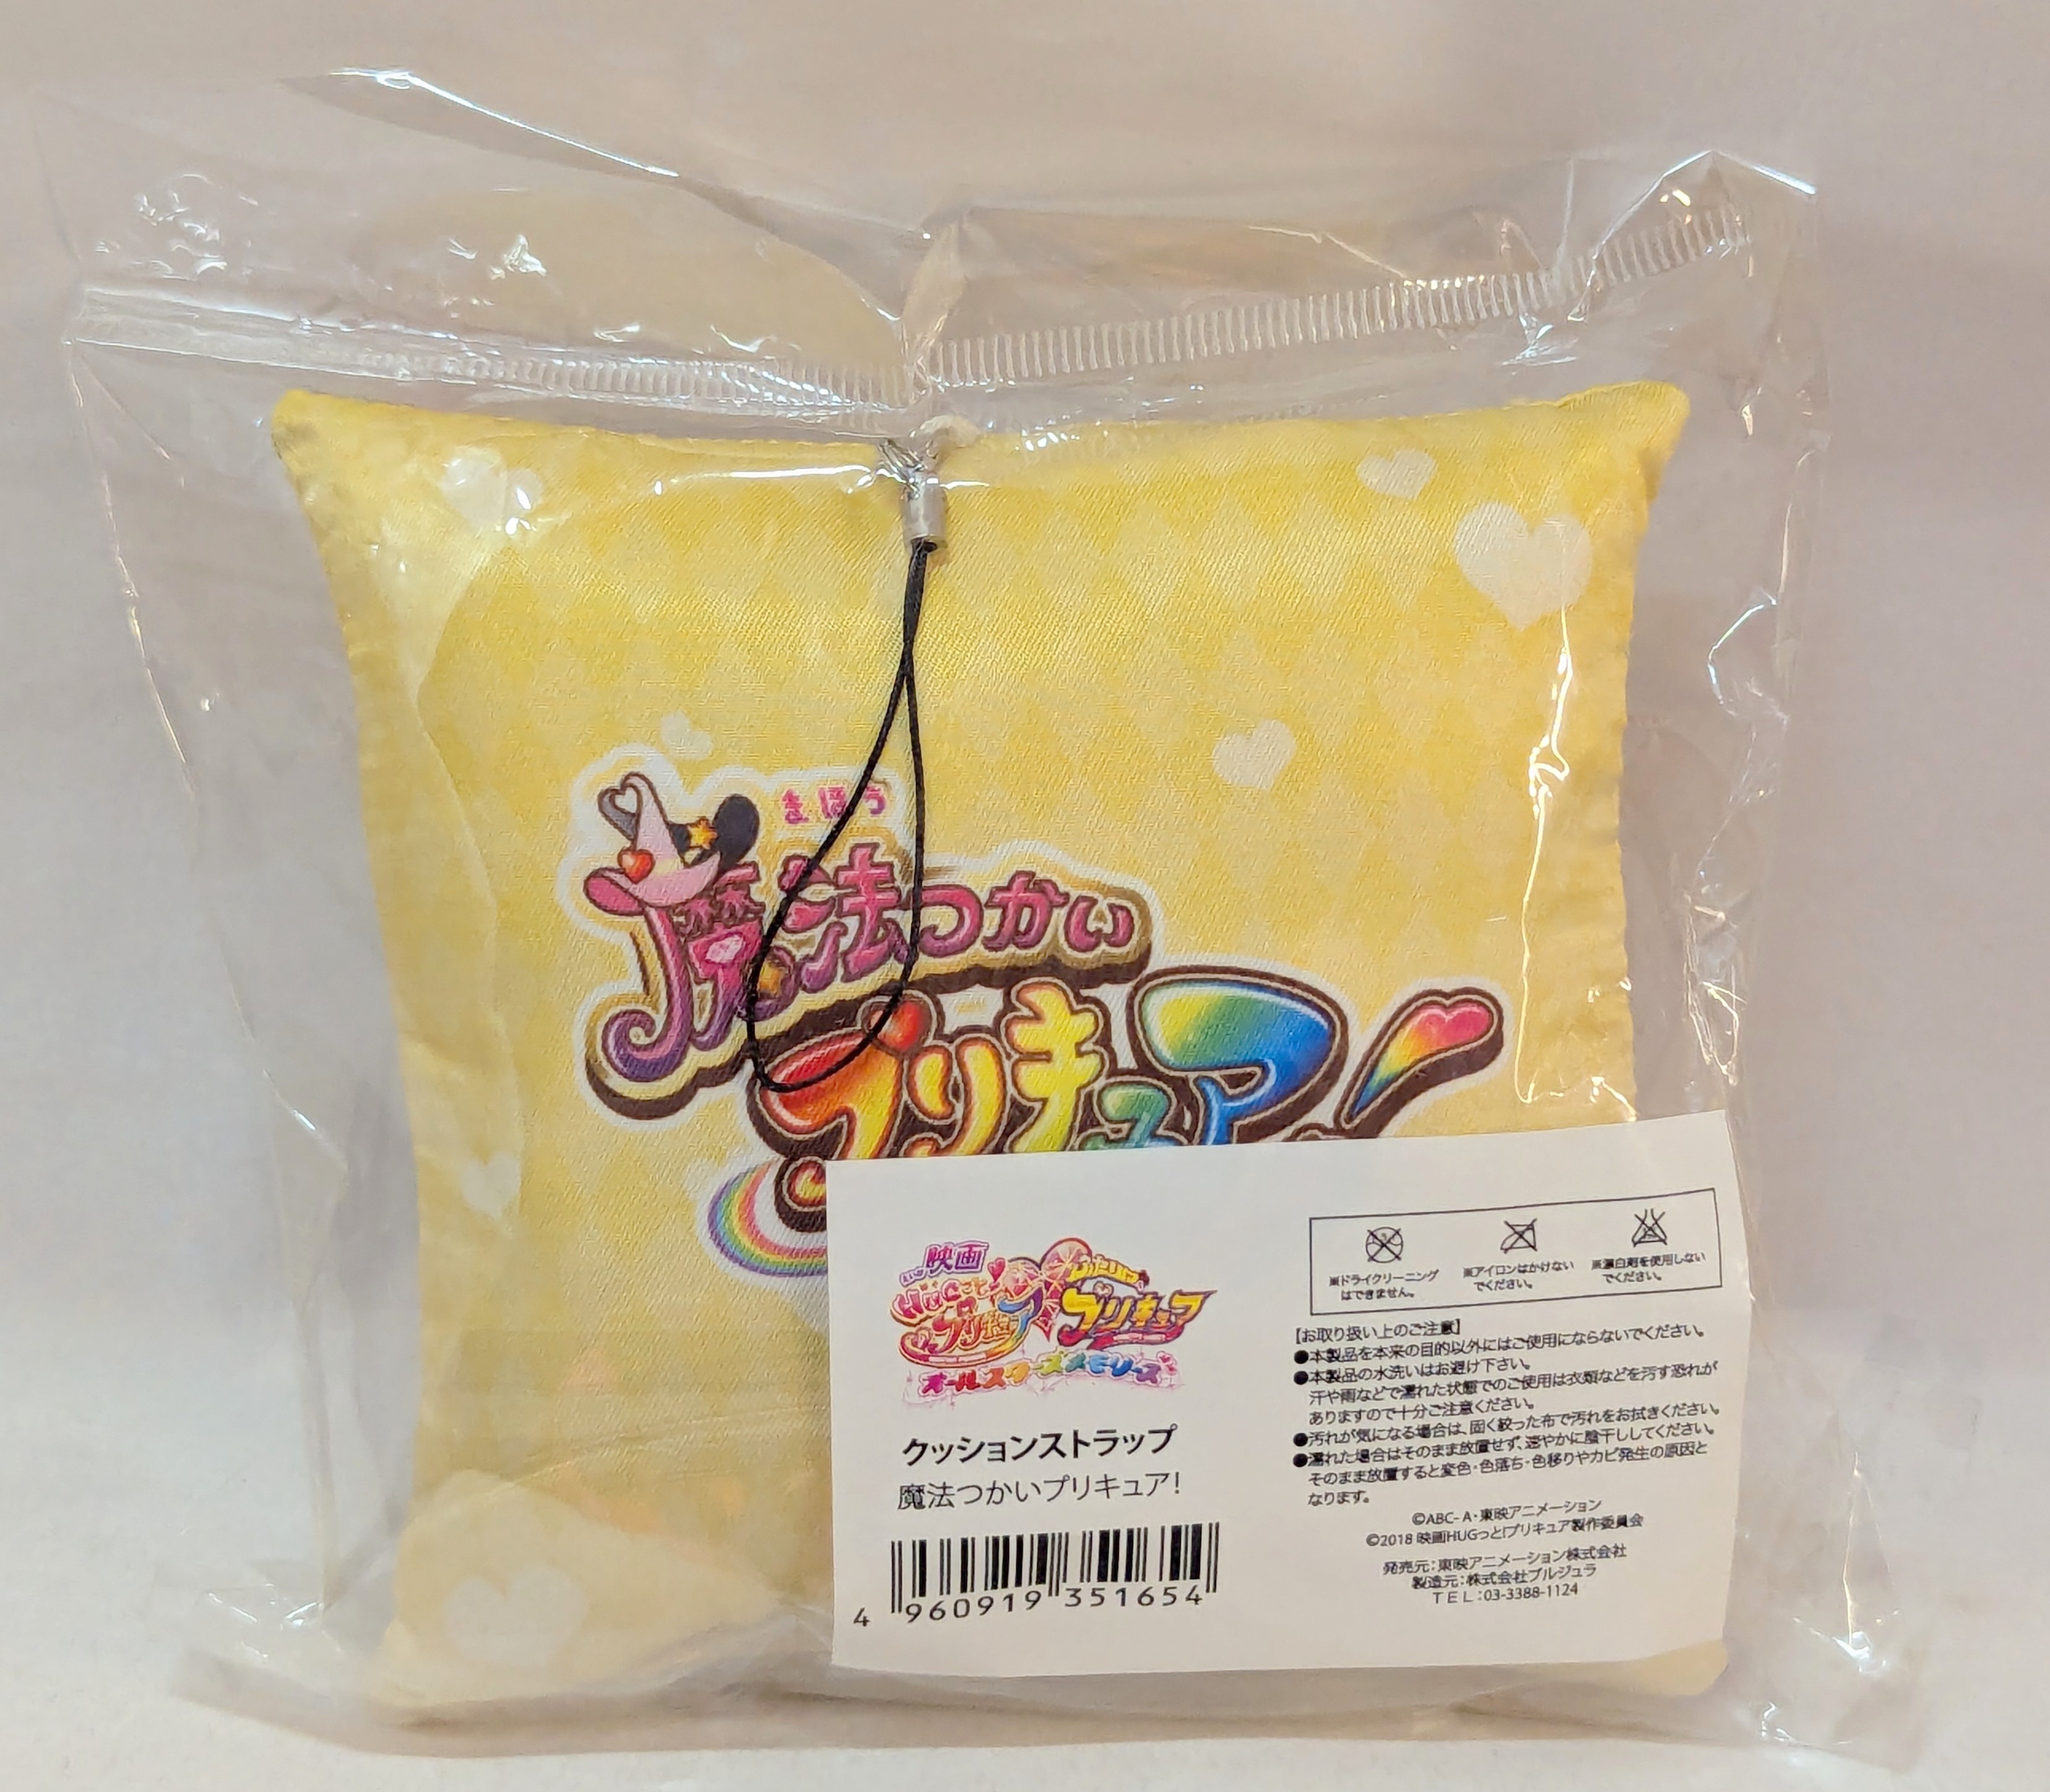 まほう
魔法つかい
プリキュア!
えいが
映画
HUGっと!
プリキュア
ふたりは
プリキュア
オールスターズメモリーズ
クッションストラップ
魔法つかいプリキュア!
4 960919 351654
※ドライクリーニング
はできません。
※アイロンはかけない
でください。
※漂白剤を使用しない
でください。
【お取り扱い上のご注意】
●本製品を本来の目的以外にはご使用にならないでください。
●本製品の水洗いはお避け下さい。
汗や雨などで濡れた状態でのご使用は衣類などを汚す恐れが
ありますので十分ご注意ください。
●汚れが気になる場合は、固く絞った布で汚れをお拭きください。
●濡れた場合はそのまま放置せず、速やかに陰干ししてください。
そのまま放置すると変色・色落ち・色移りやカビ発生の原因と
なります。
©ABC-A・東映アニメーション
©2018 映画HUGっと!プリキュア製作委員会
発売元:東映アニメーション株式会社
製造元:株式会社プルジュラ
TEL:03-3388-1124